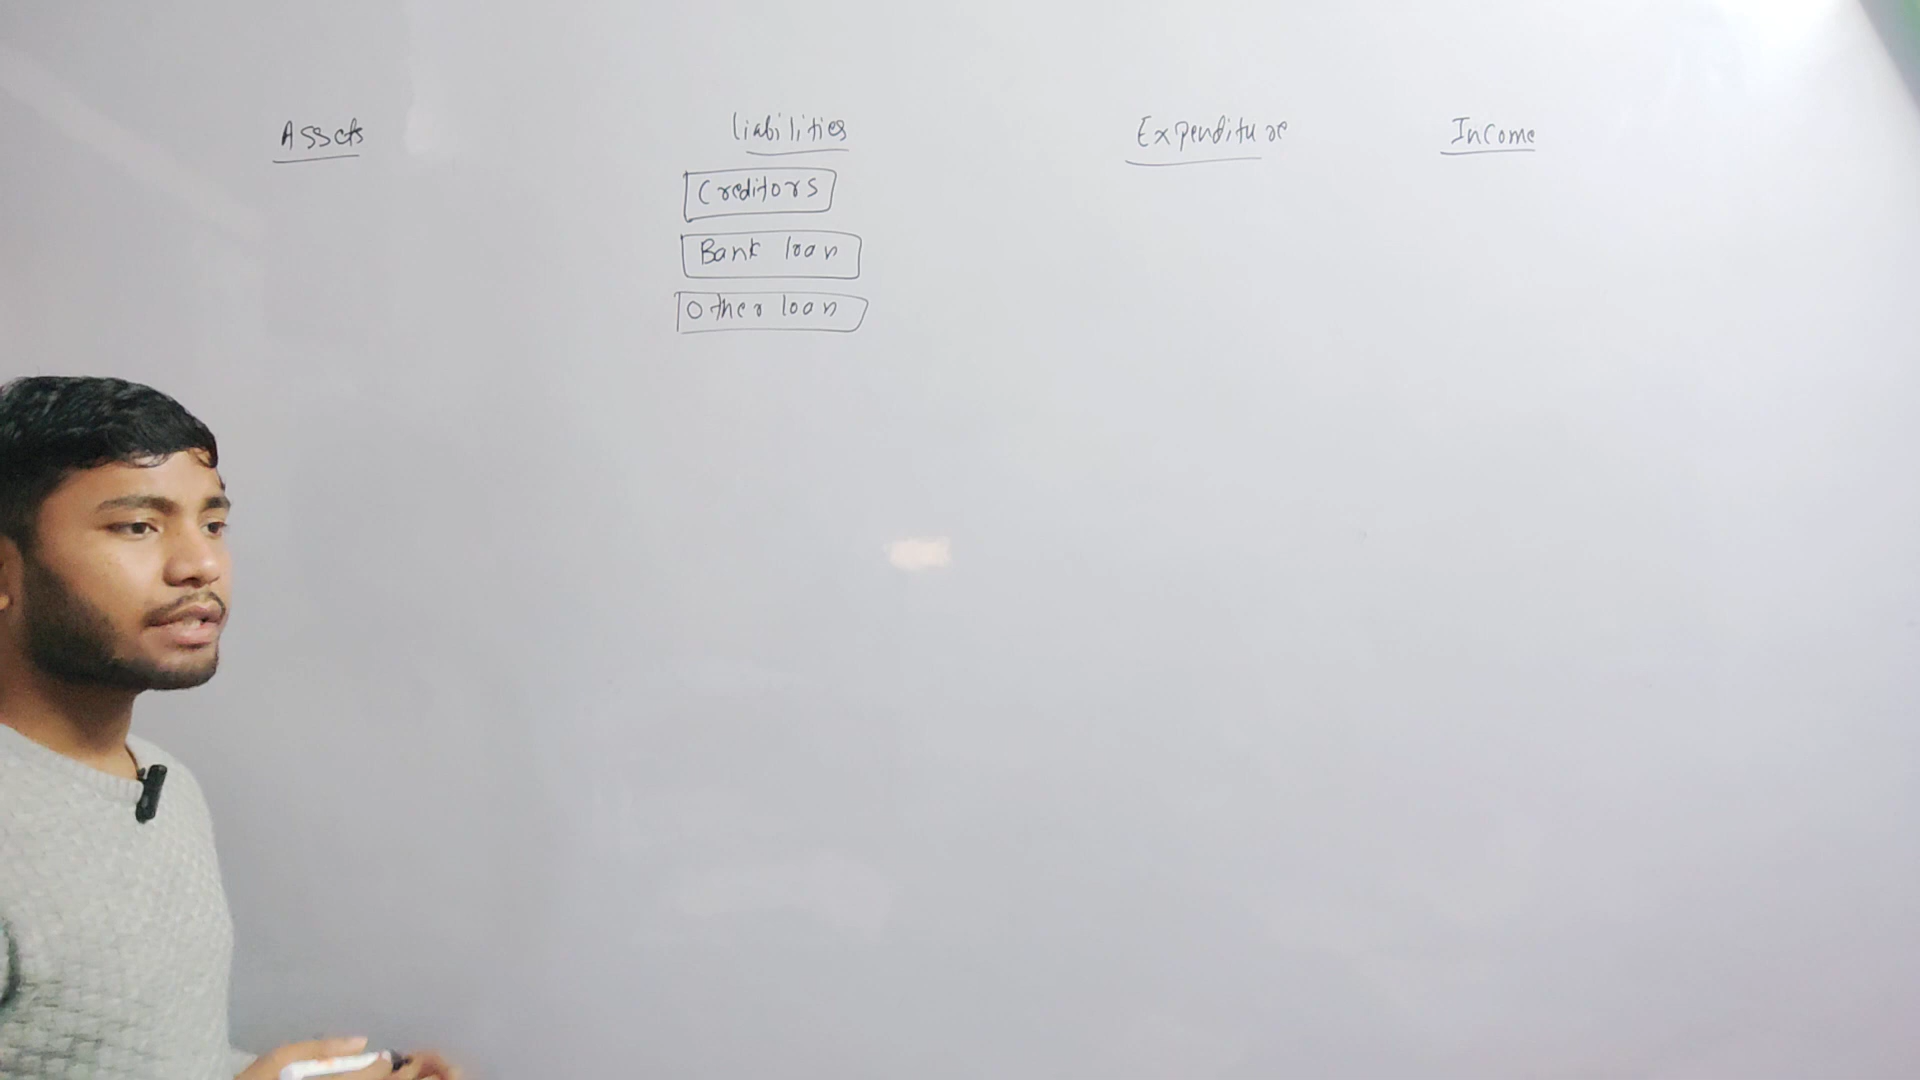 Assets
Liabilities
Expenditure
Income
Creditors
Bank loan
Other loan